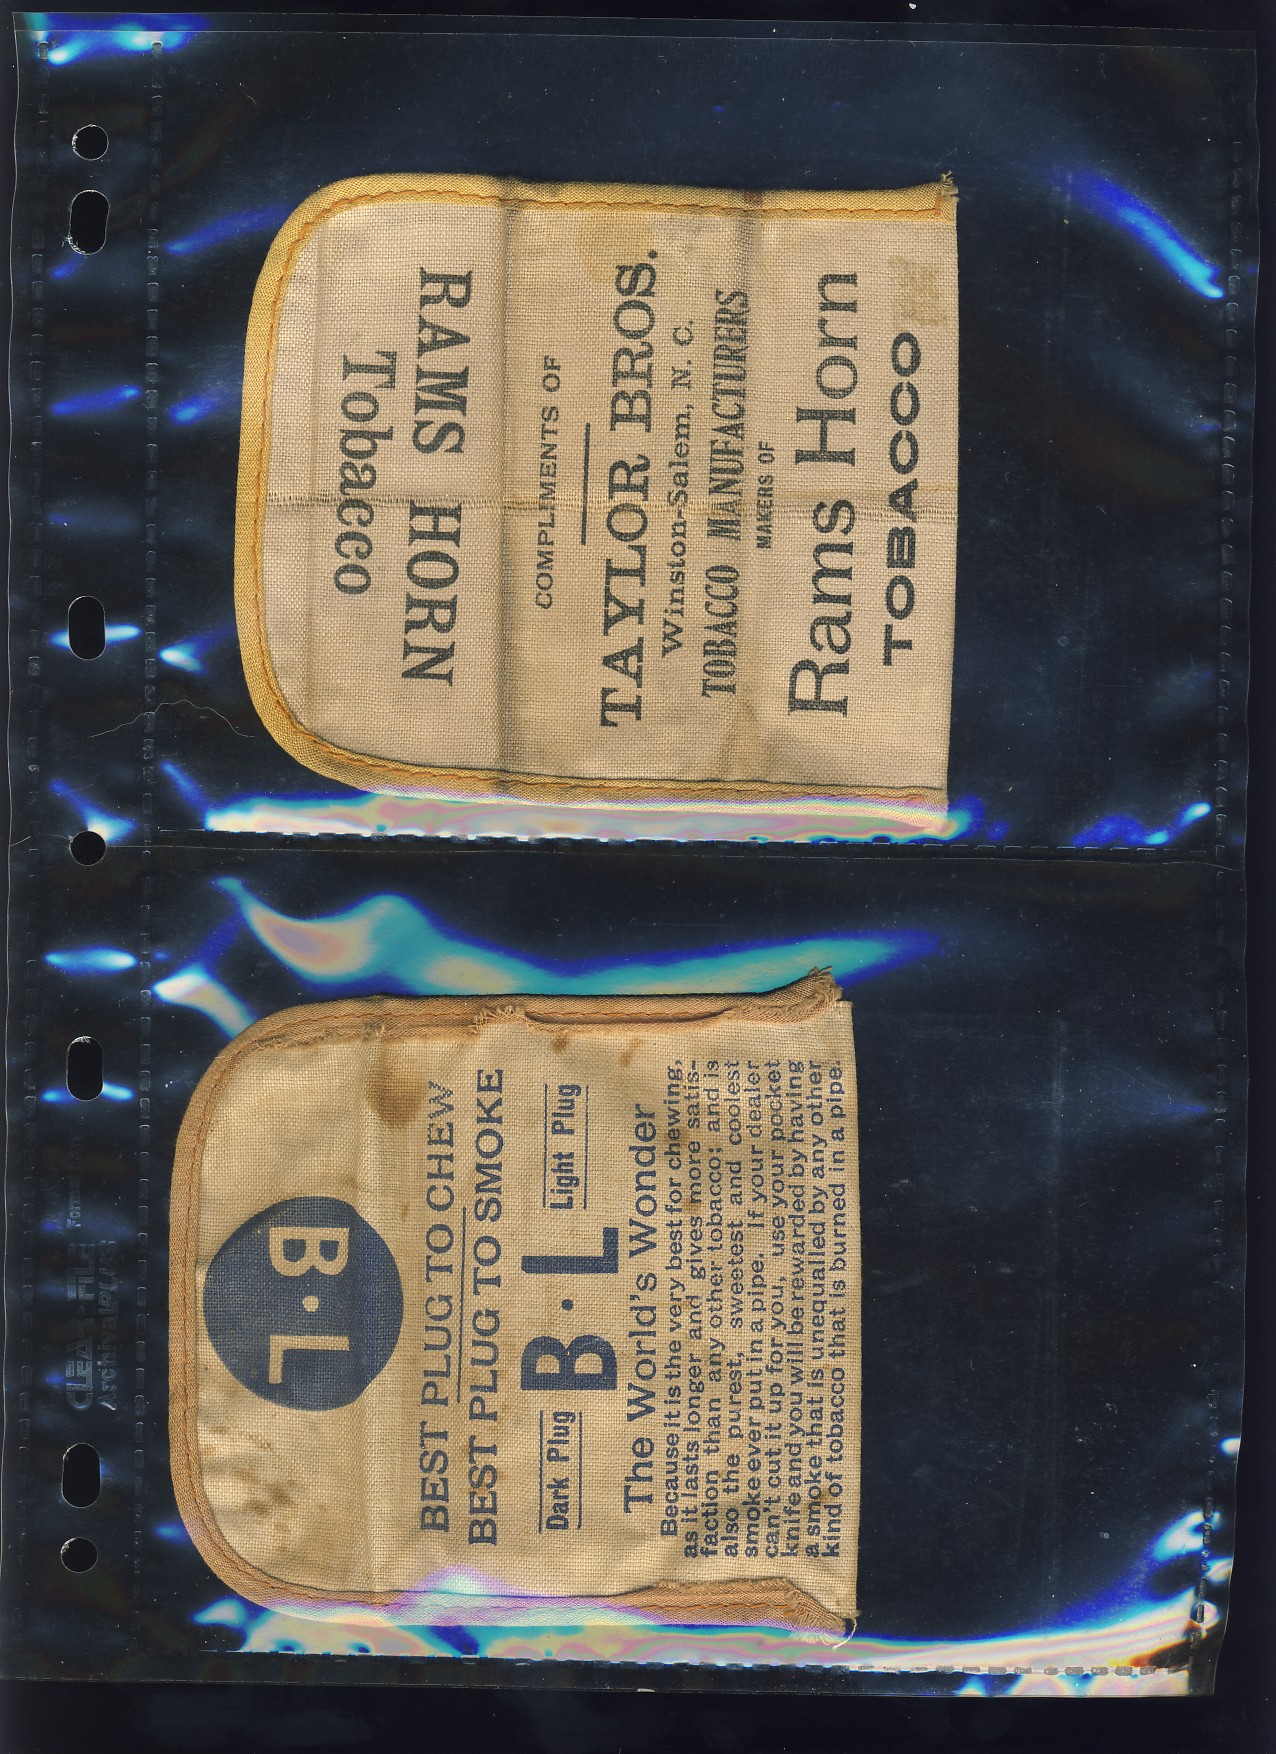 RAMS HORN
Tobacco
COMPLIMENTS OF
TAYLOR BROS.
Winston-Salem, N. C.
TOBACCO MANUFACTURERS
MAKERS OF
Rams Horn
TOBACCO
B·L
BEST PLUG TO CHEW
BEST PLUG TO SMOKE
Dark Plug B·L Light Plug
The World's Wonder
Because it is the very best for chewing,
as it lasts longer and gives more satis-
faction than any other tobacco; and is
also the purest, sweetest and coolest
smoke ever put in a pipe. If your dealer
can't cut it up for you, use your pocket
knife and you will be rewarded by having
a smoke that is unequalled by any other
kind of tobacco that is burned in a pipe.
CLEAR-FILE
ArchivalPLUS